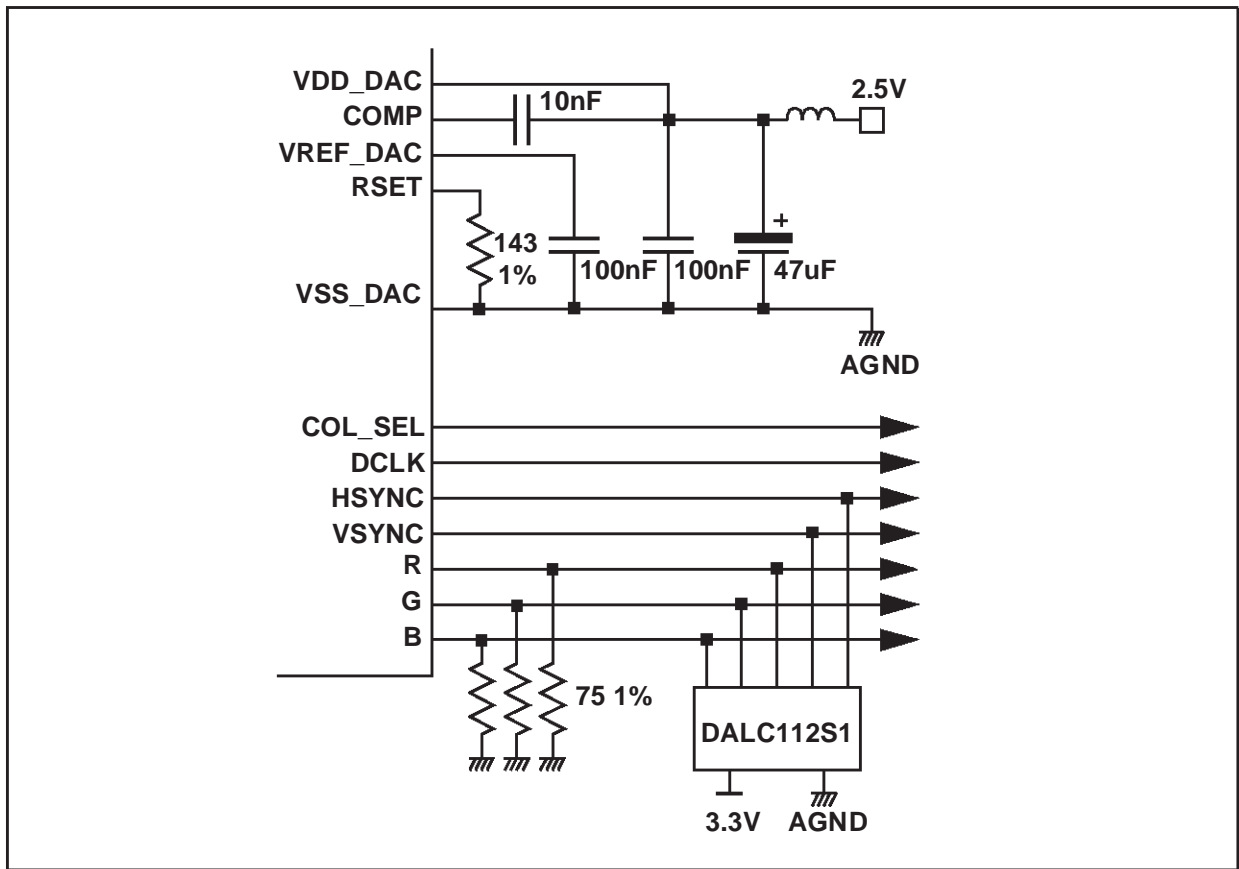 VDD_DAC
10nF
2.5V
COMP
VREF_DAC
RSET
+
143
1%
100nF
100nF
47uF
VSS_DAC
AGND
COL_SEL
DCLK
HSYNC
VSYNC
R
G
B
75 1%
DALC112S1
3.3V
AGND